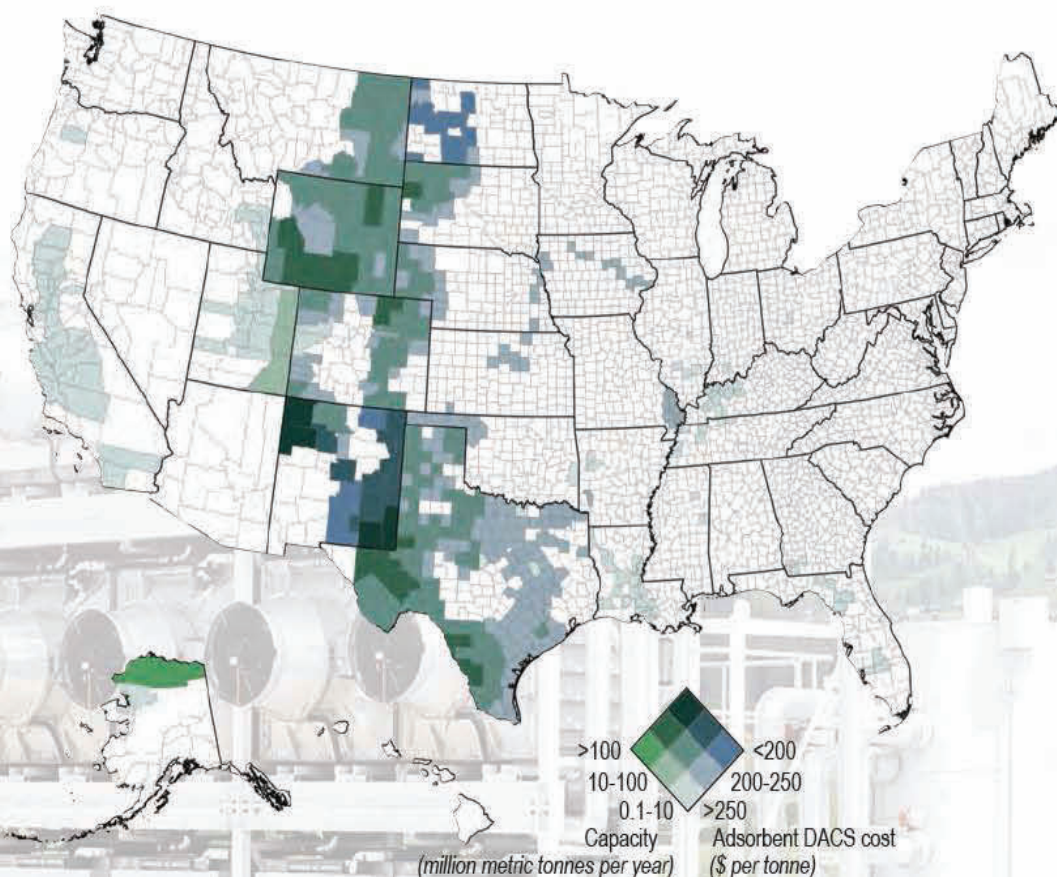 >100 <200
10-100 200-250
0.1-10 >250
Capacity Adsorbent DACS cost
(million metric tonnes per year) ($ per tonne)